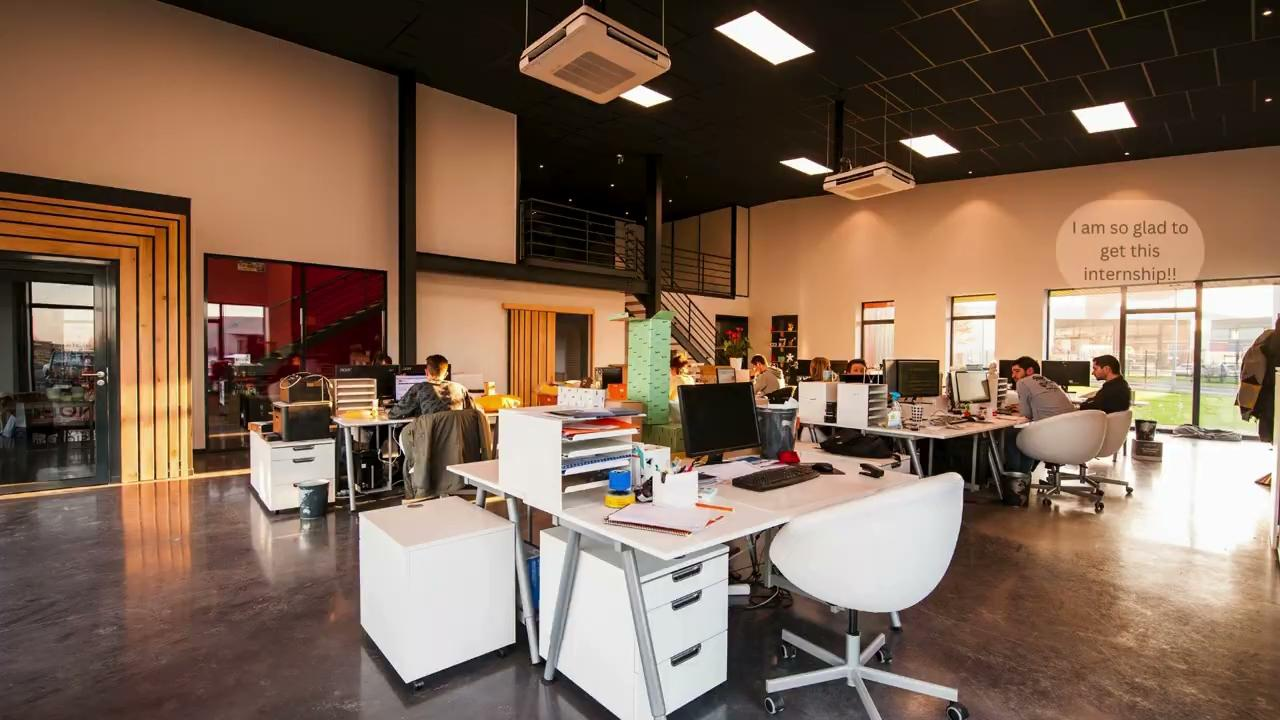 I am so glad to
get this
internship!!